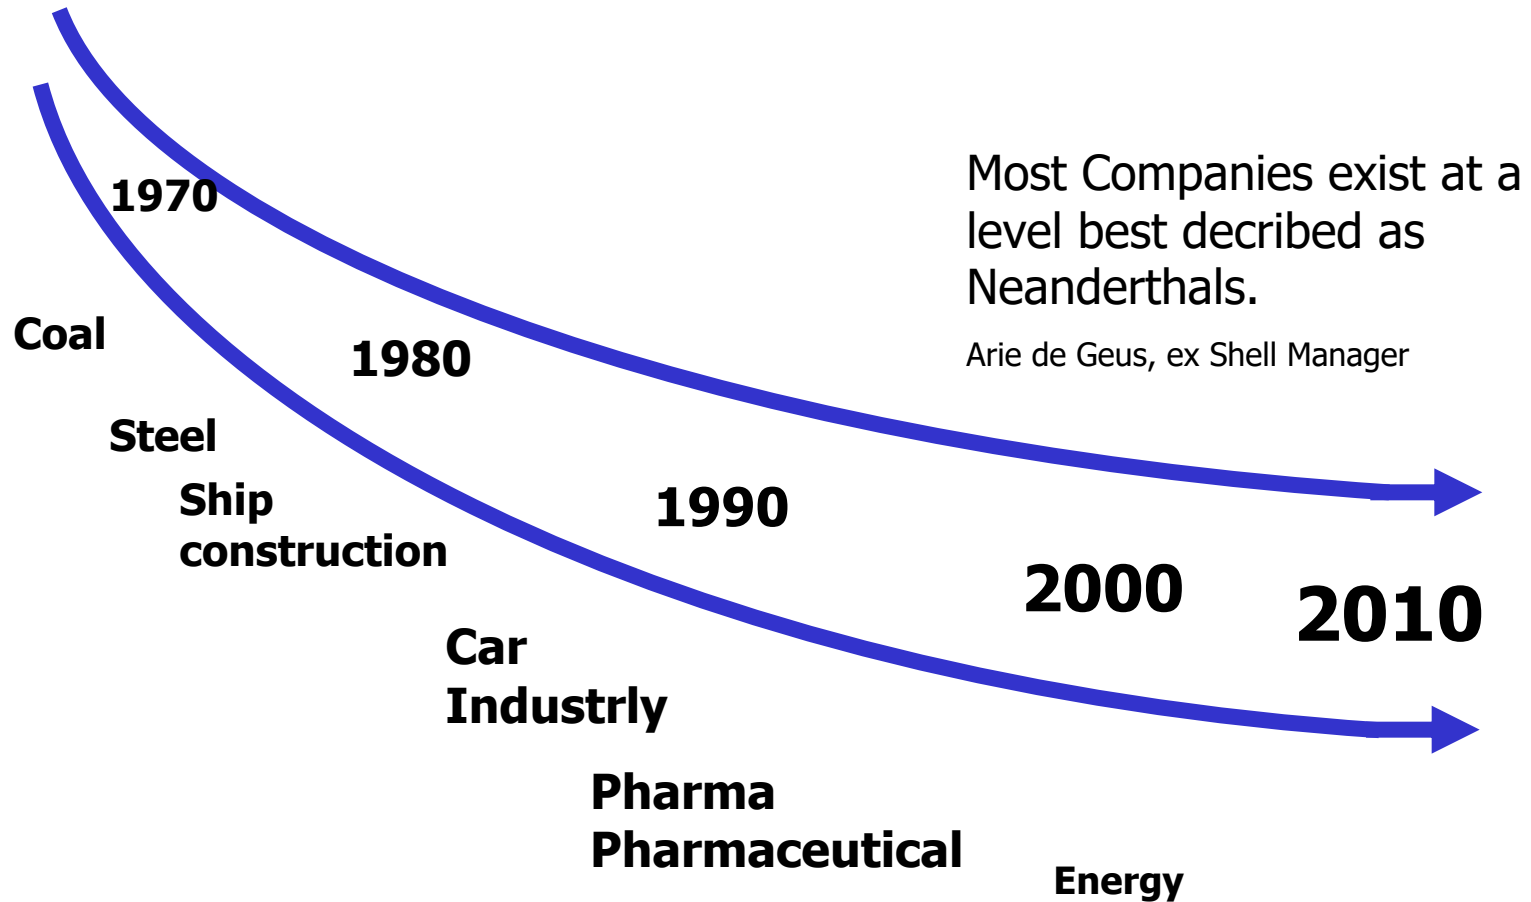 1970
Most Companies exist at a
level best decribed as
Neanderthals.
Arie de Geus, ex Shell Manager
Coal
1980
Steel
Ship
construction
1990
2000
2010
Car
Industrly
Pharma
Pharmaceutical
Energy